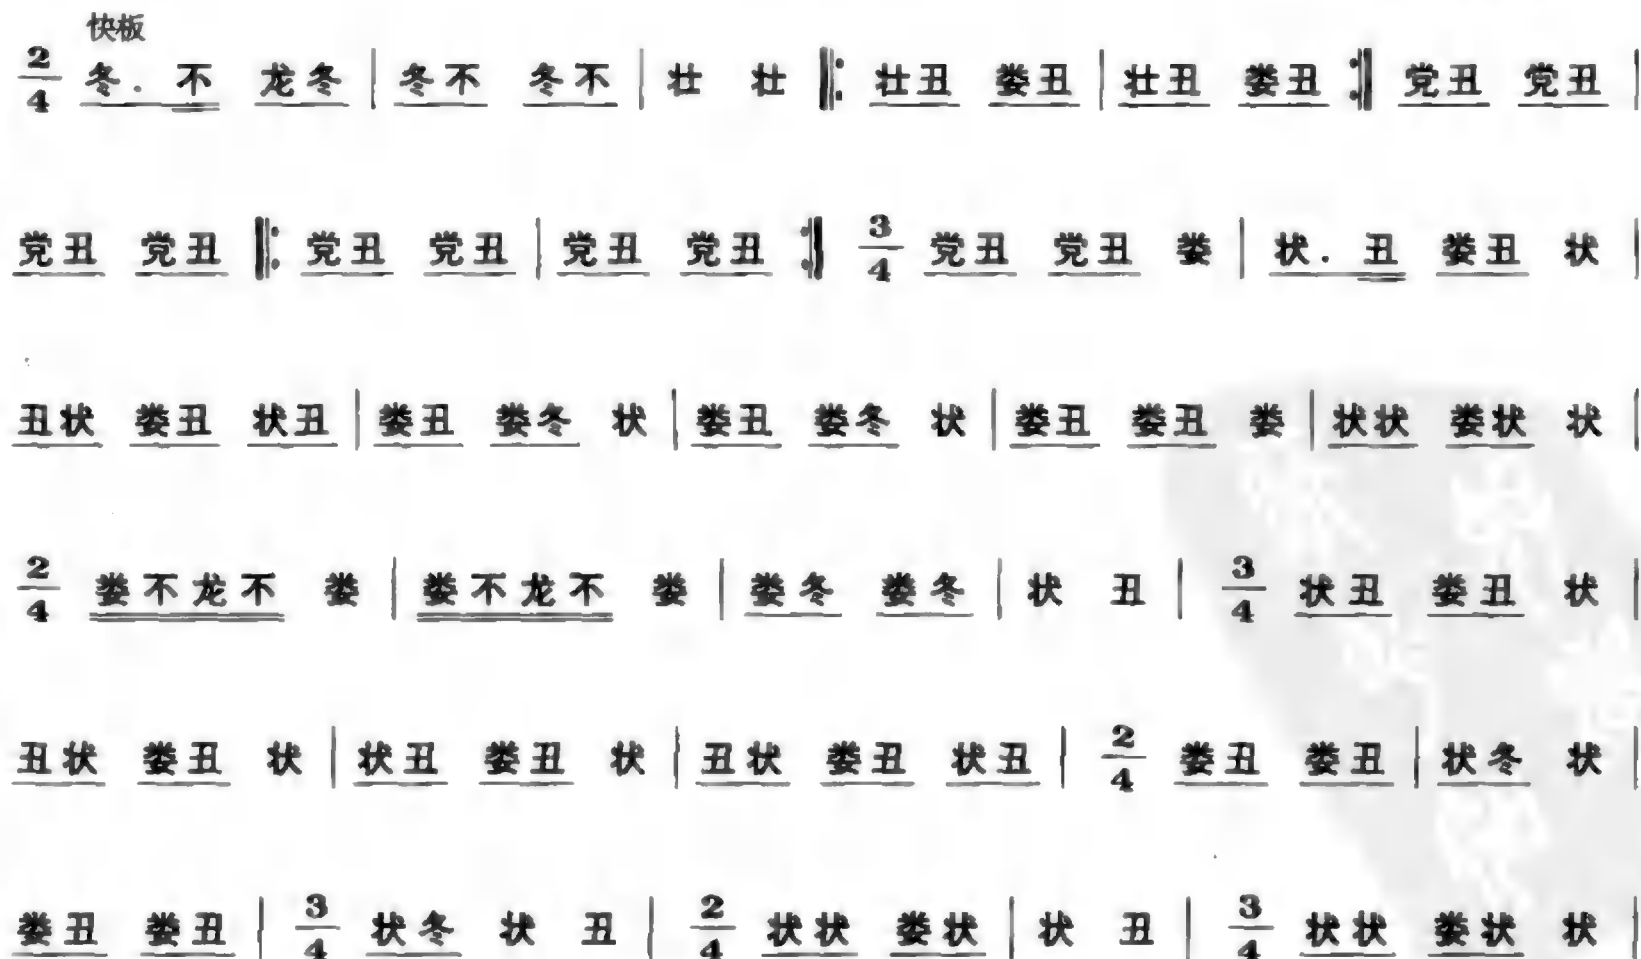 快板
2/4 冬. 不 龙冬 | 冬不 冬不 | 壮 壮 ‖: 壮丑 娄丑 | 壮丑 娄丑 :‖ 党丑 党丑 |
党丑 党丑 ‖: 党丑 党丑 | 党丑 党丑 :‖ 3/4 党丑 党丑 娄 | 状. 丑 娄丑 状 |
丑状 娄丑 状丑 | 娄丑 娄冬 状 | 娄丑 娄冬 状 | 娄丑 娄丑 娄 | 状状 娄状 状 |
2/4 娄不龙不 娄 | 娄不龙不 娄 | 娄冬 娄冬 | 状 丑 | 3/4 状丑 娄丑 状 |
丑状 娄丑 状 | 状丑 娄丑 状 | 丑状 娄丑 状丑 | 2/4 娄丑 娄丑 | 状冬 状 |
娄丑 娄丑 | 3/4 状冬 状 丑 | 2/4 状状 娄状 | 状 丑 | 3/4 状状 娄状 状 |